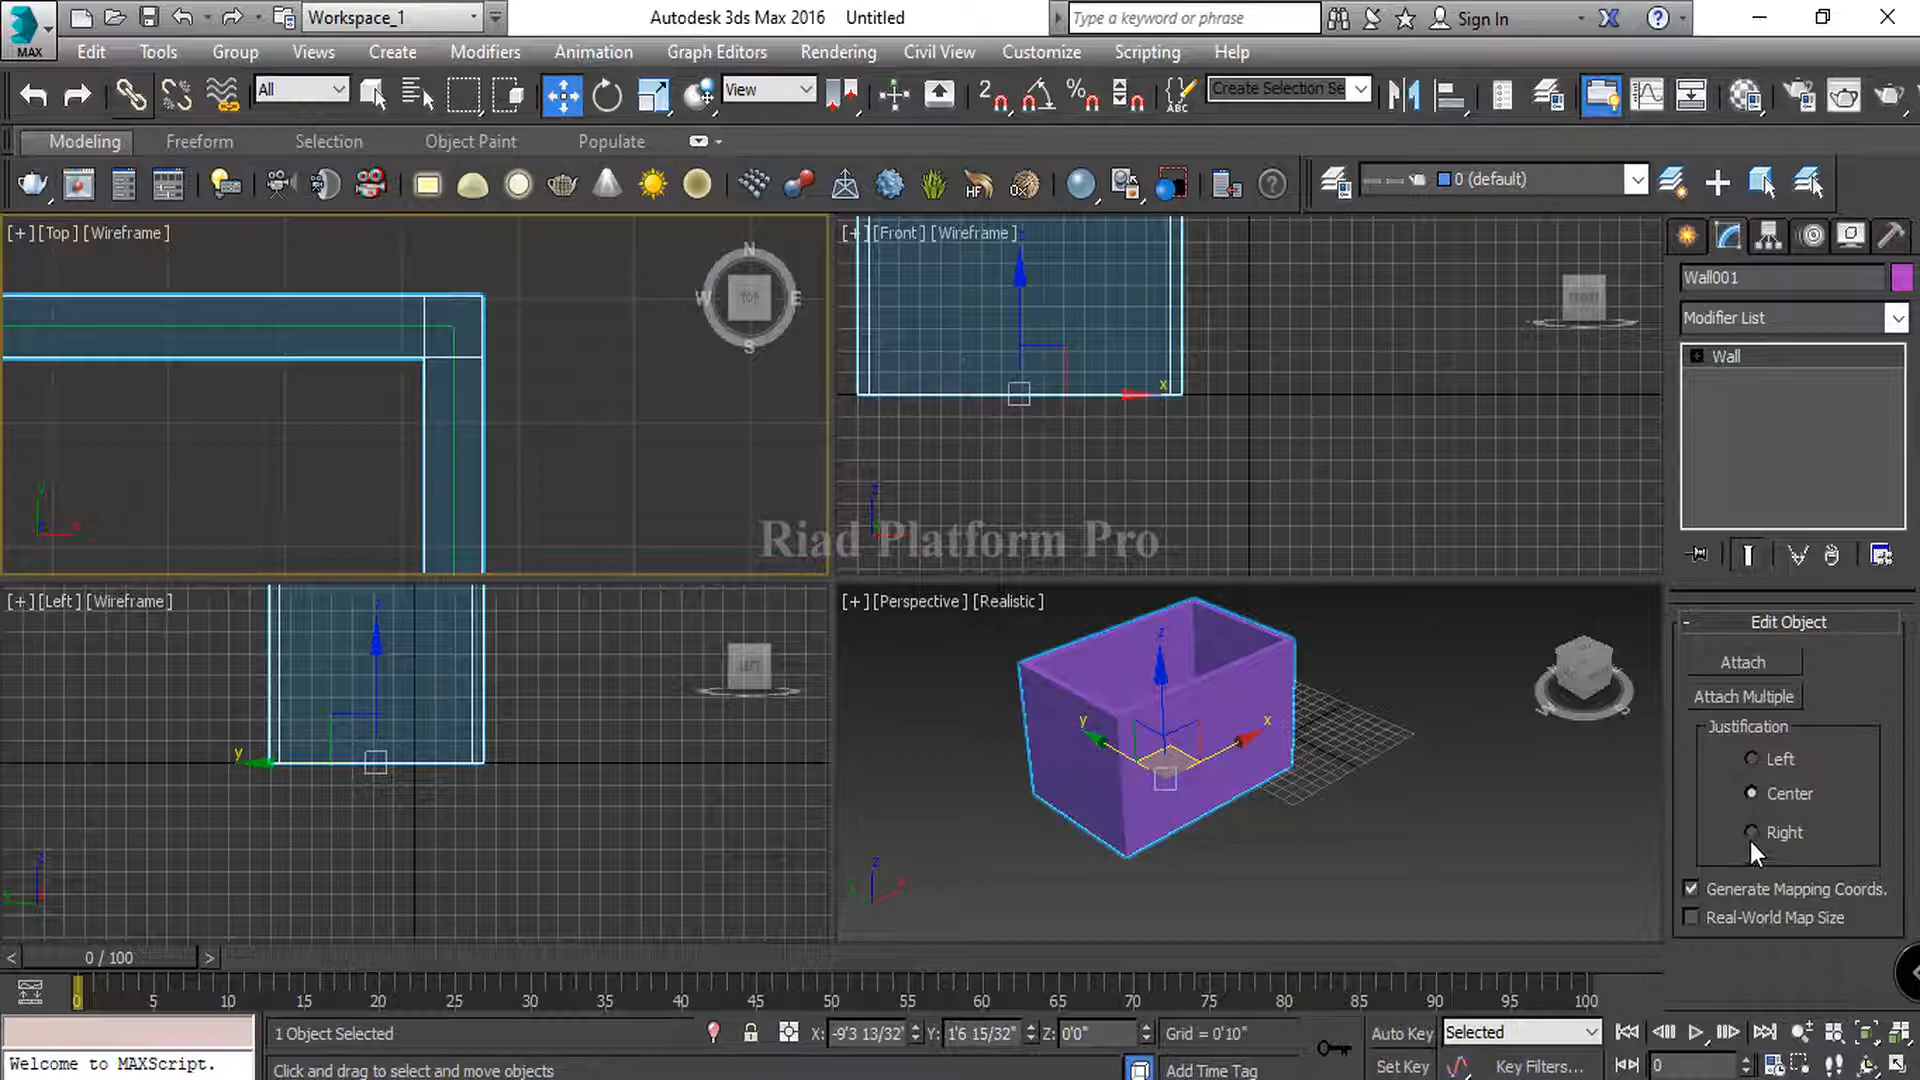 Workspace_1
Autodesk 3ds Max 2016 Untitled
Type a keyword or phrase
Sign In
MAX
Edit Tools Group Views Create Modifiers Animation Graph Editors Rendering Civil View Customize Scripting Help
All
View
Create Selection Se
ABC
Modeling Freeform Selection Object Paint Populate
0 (default)
[+] [Top] [Wireframe]
[+] [Front] [Wireframe]
N
W TOP E
S
x
y
z
Wall001
Modifier List
Wall
Riad Platform Pro
[+] [Left] [Wireframe]
[+] [Perspective] [Realistic]
LEFT
z
y
x
y
Edit Object
Attach
Attach Multiple
Justification
Left
Center
Right
Generate Mapping Coords.
Real-World Map Size
< 0 / 100 >
0 5 10 15 20 25 30 35 40 45 50 55 60 65 70 75 80 85 90 95 100
1 Object Selected
X: -9'3 13/32" Y: 1'6 15/32" Z: 0'0"
Grid = 0'10"
Auto Key
Selected
Welcome to MAXScript.
Click and drag to select and move objects
Add Time Tag
Set Key
Key Filters...
0